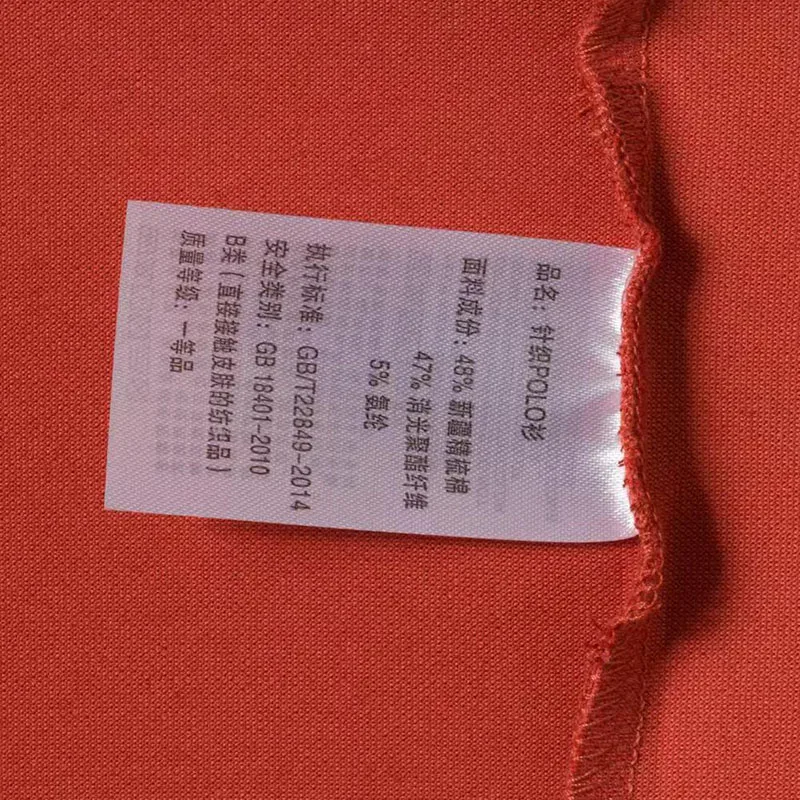 品名：针织POLO衫
面料成份：48% 新疆精梳棉
47% 消光聚酯纤维
5% 氨纶
执行标准：GB/T22849-2014
安全类别：GB 18401-2010
B类（直接接触皮肤的纺织品）
质量等级：一等品